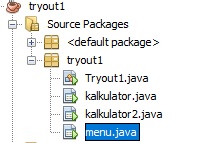 tryout1
Source Packages
<default package>
tryout1
Tryout1.java
kalkulator.java
kalkulator2.java
menu.java